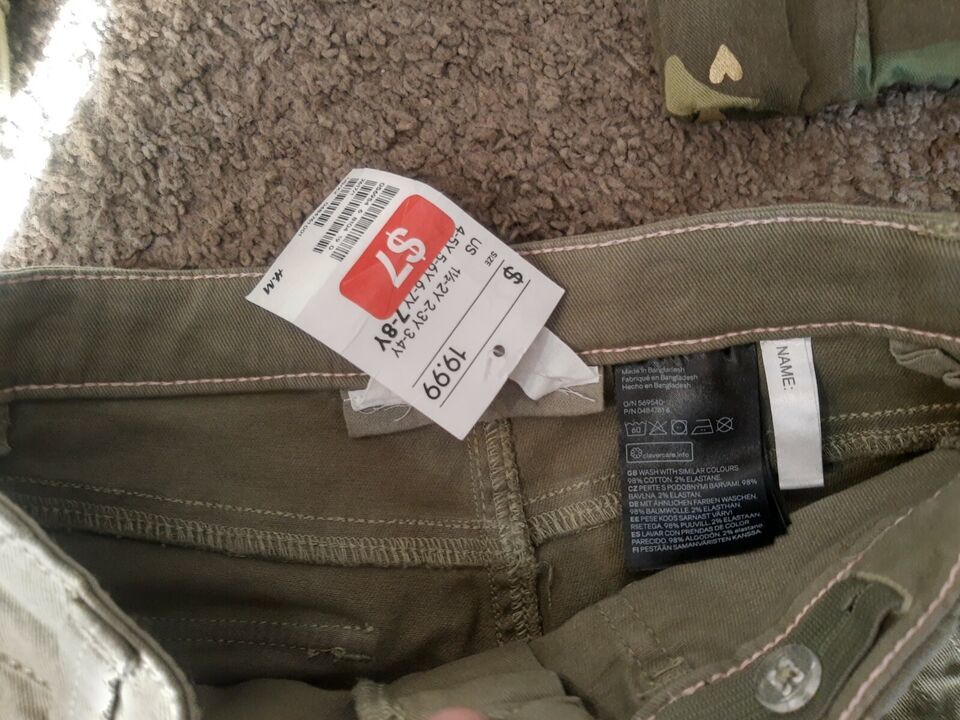 $7
H&M
$ 19.99
SIZE
US 1½-2Y 2-3Y 3-4Y
4-5Y 5-6Y 6-7Y 7-8Y
Made in Bangladesh
Fabriqué en Bangladesh
Hecho en Bangladesh
O/N 569540
60
clevercare.info
GB WASH WITH SIMILAR COLOURS
98% COTTON. 2% ELASTANE.
CZ PERTE S PODOBNÝMI BARVAMI. 98%
BAVLNA. 2% ELASTAN.
DE MIT ÄHNLICHEN FARBEN WASCHEN.
98% BAUMWOLLE. 2% ELASTHAN.
EE PESE KOOS SARNAST VÄRVI
RIETEGA. 98% PUUVILL. 2% ELASTAAN.
ES LAVAR CON PRENDAS DE COLOR
PARECIDO. 98% ALGODÓN. 2% elastano
FI PESTÄÄN SAMANVÄRISTEN KANSSA.
NAME: